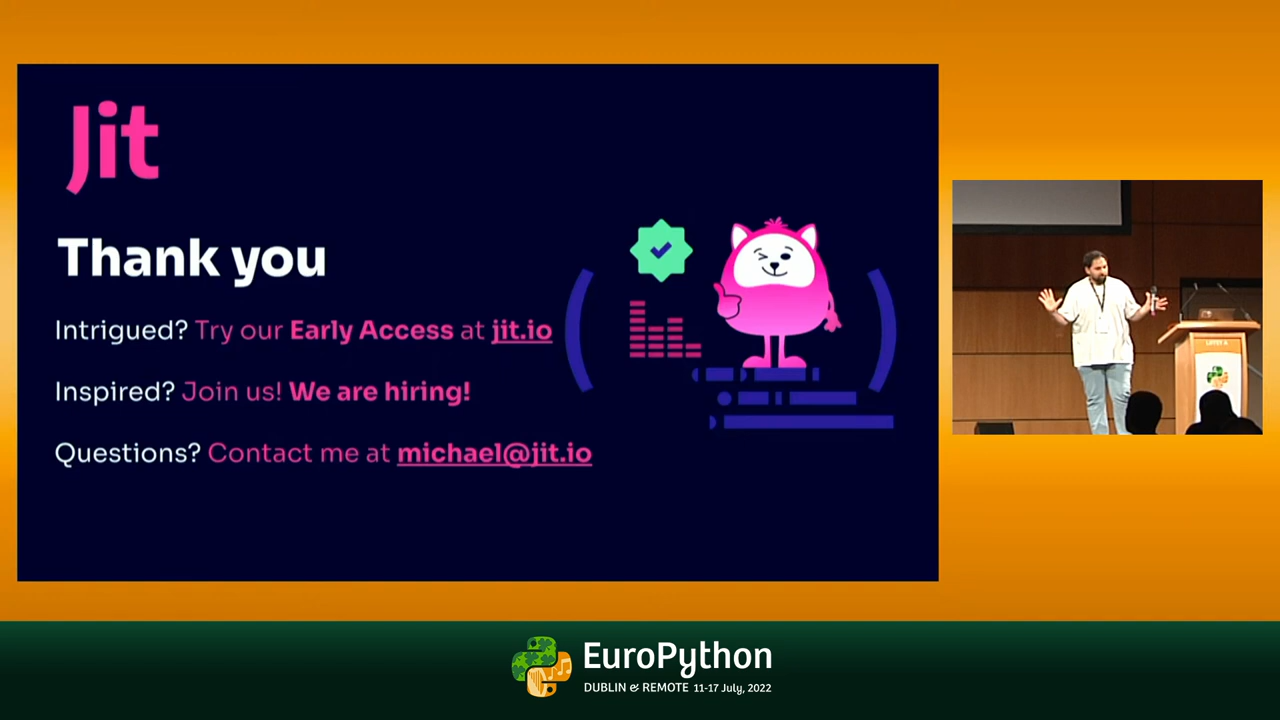 Jit
Thank you
Intrigued? Try our Early Access at jit.io
Inspired? Join us! We are hiring!
Questions? Contact me at michael@jit.io
EuroPython
DUBLIN & REMOTE 11-17 July, 2022